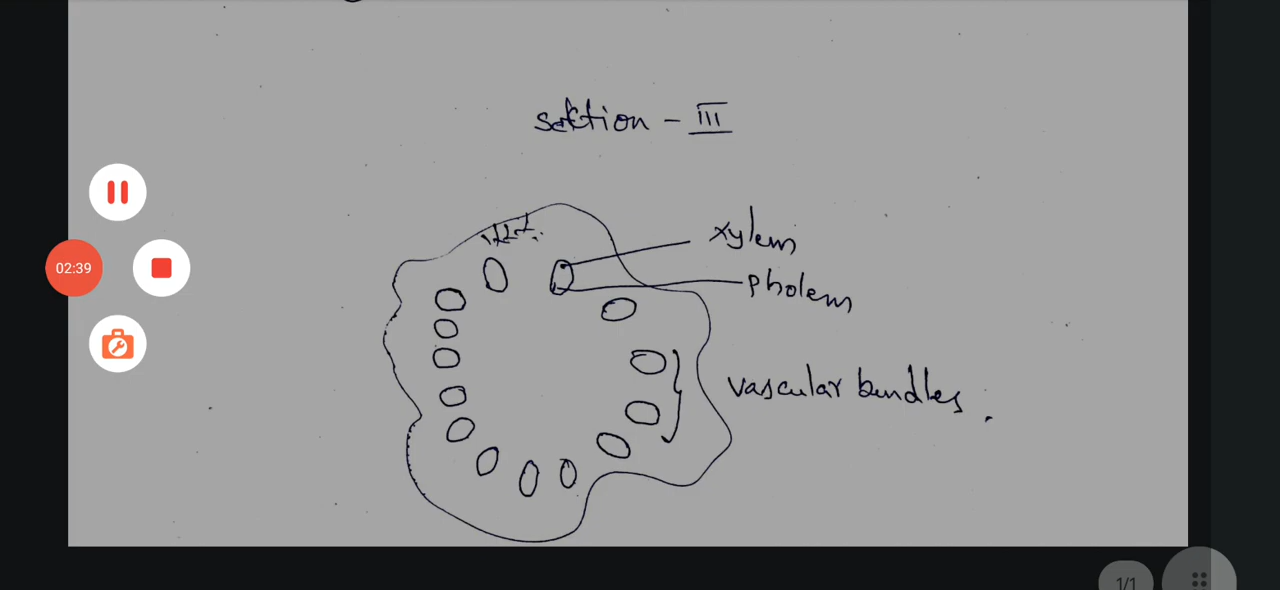 section - III
xylem
Pholem
vascular bundles.
02:39
1/1